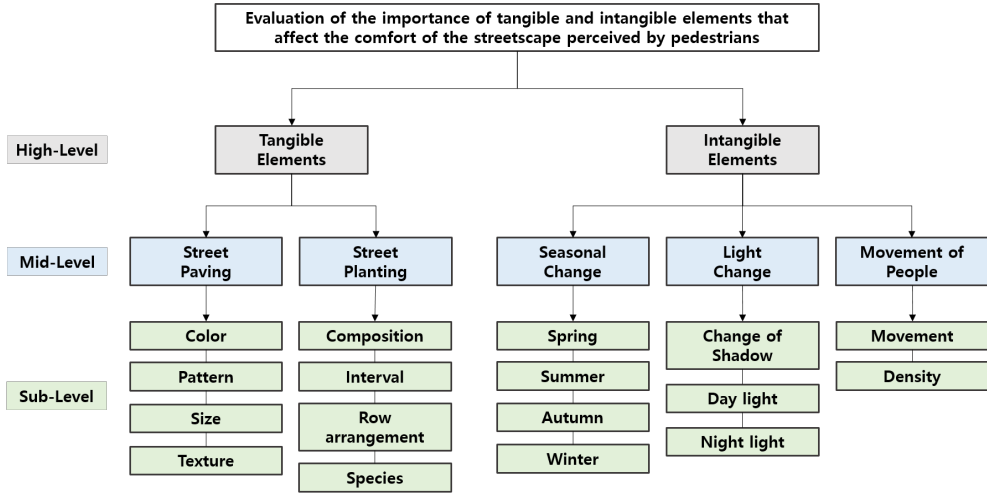 Evaluation of the importance of tangible and intangible elements that
affect the comfort of the streetscape perceived by pedestrians
High-Level
Tangible
Elements
Intangible
Elements
Mid-Level
Street
Paving
Street
Planting
Seasonal
Change
Light
Change
Movement of
People
Sub-Level
Color
Pattern
Size
Texture
Composition
Interval
Row
arrangement
Species
Spring
Summer
Autumn
Winter
Change of
Shadow
Day light
Night light
Movement
Density